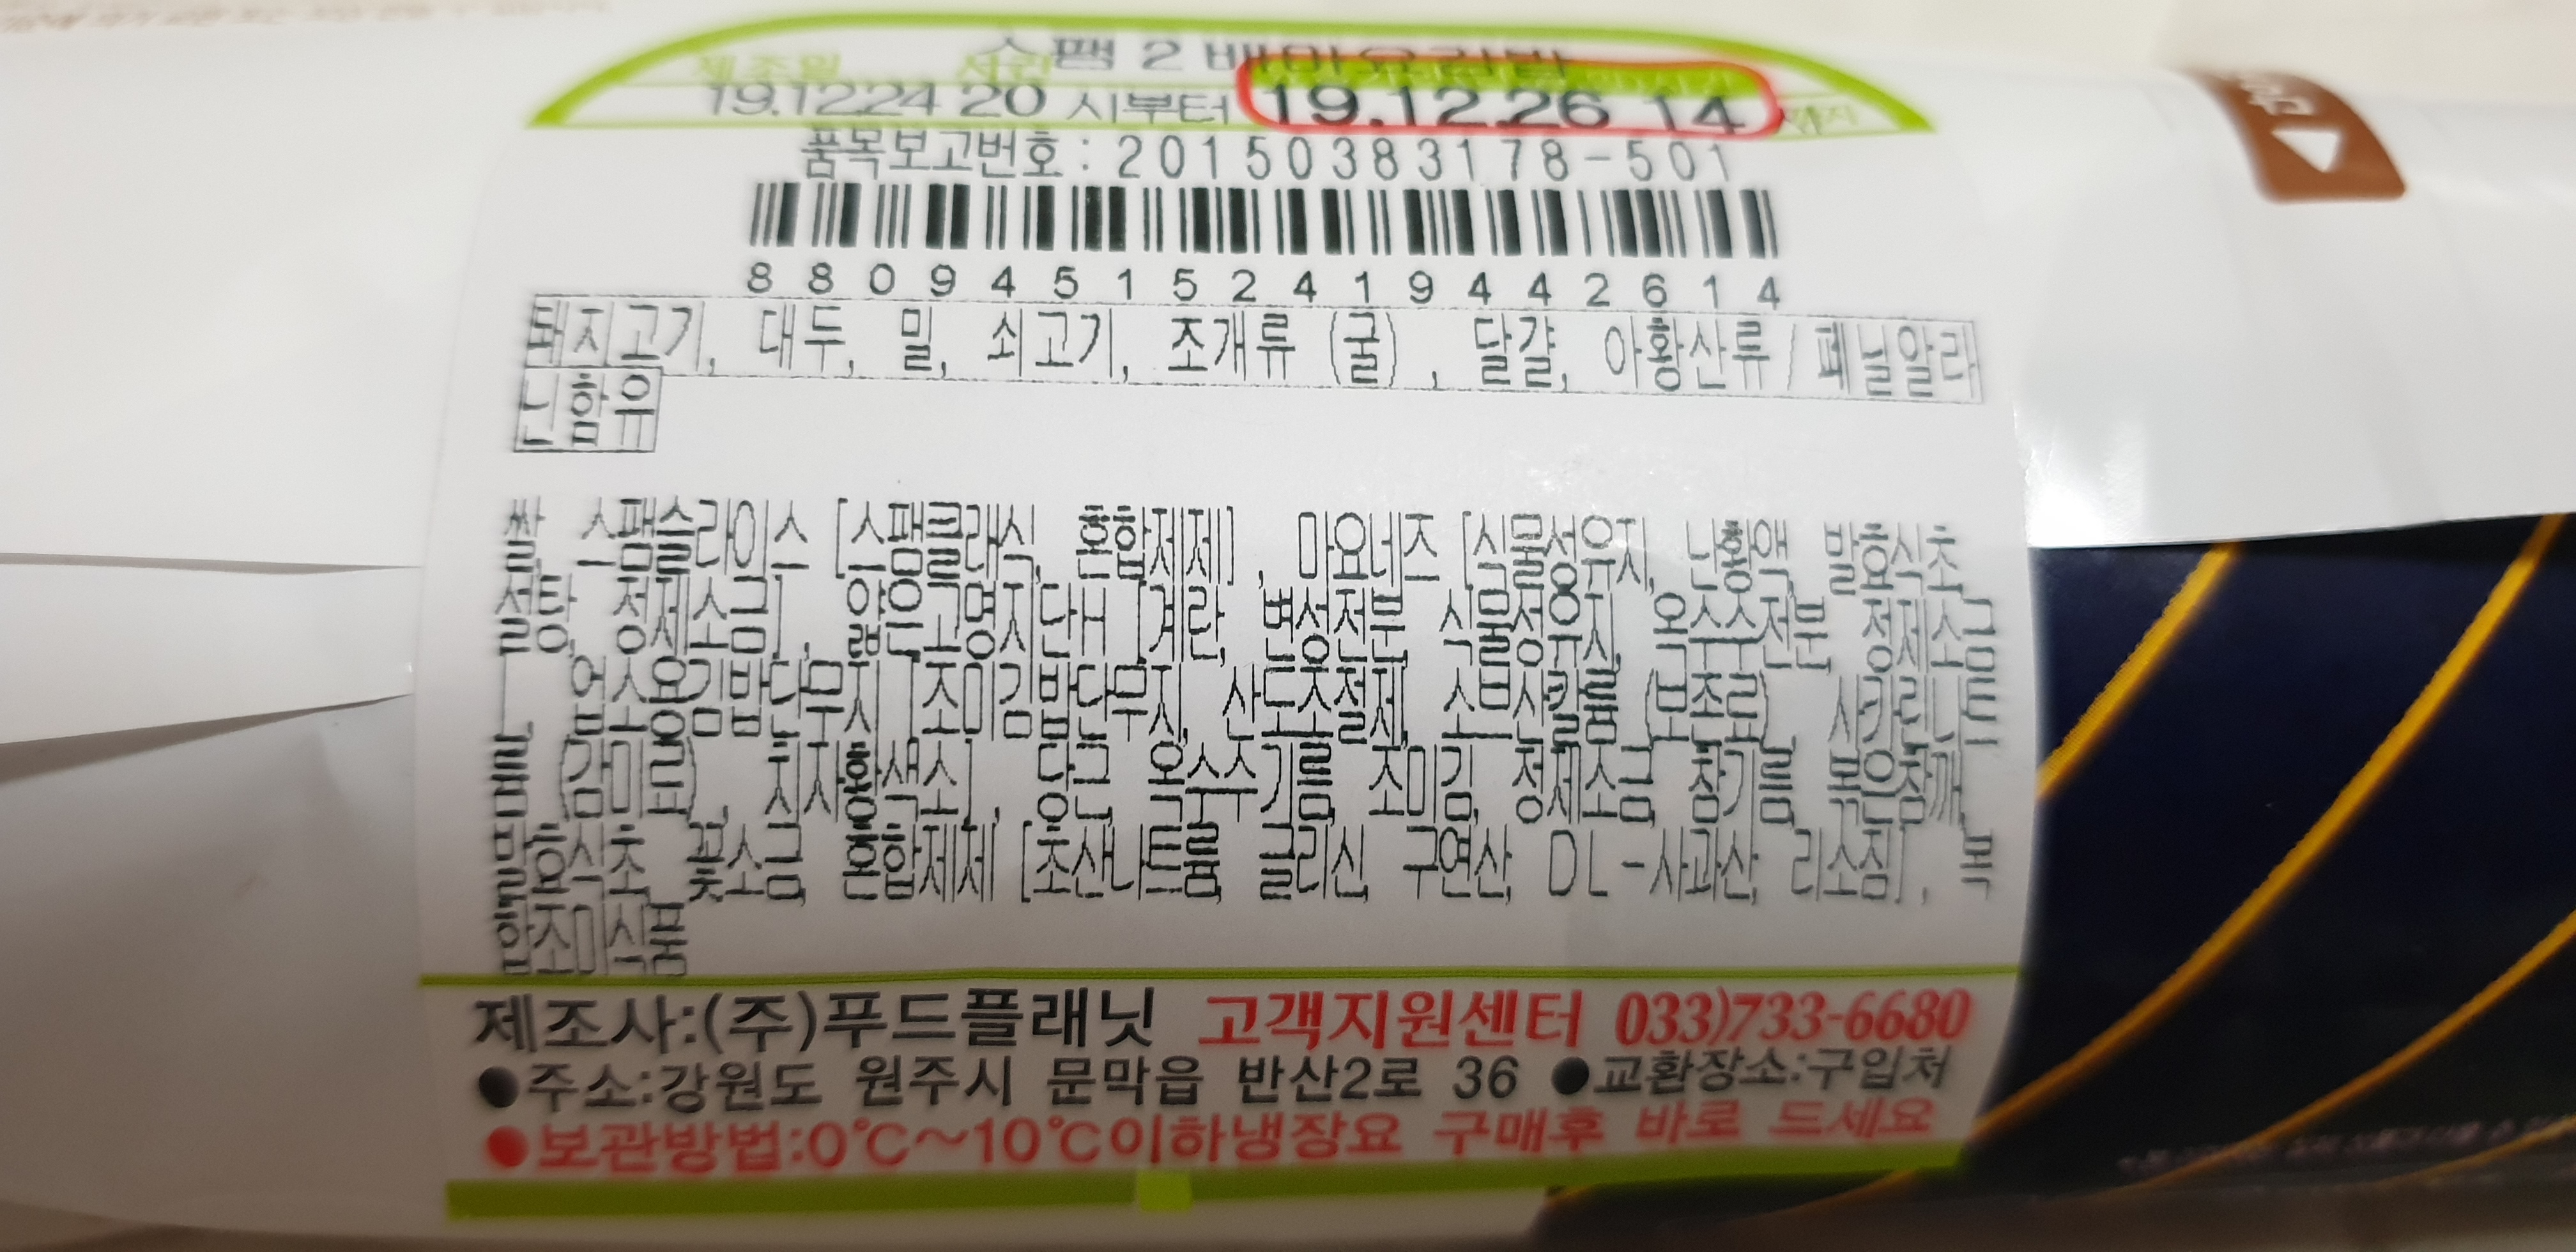 스팸 2 배마요김밥
제조일
19.12.24 20 시부터 19.12.26 14
품목보고번호 : 20150383178-501
880945152419442614
돼지고기, 대두, 밀, 쇠고기, 조개류 (굴) , 달걀, 아황산류/페닐알라
닌함유
쌀, 스팸슬라이스 [스팸클래식, 혼합제제] , 마요네즈 [식물성유지, 난황액, 발효식초,
설탕, 정제소금] , 얇은고명지단H [계란, 변성전분, 식물성유지, 옥수수전분, 정제소금
] , 업소용김밥단무지 [조미김밥단무지, 산도조절제, 소브산칼륨 (보존료) , 사카린나트
륨 (감미료) , 치자황색소] , 당근, 옥수수기름, 조미김, 정제소금, 참기름, 볶은참깨,
발효식초, 꽃소금, 혼합제제 [초산나트륨, 글리신, 구연산, DL -사과산, 리소짐] , 복
합조미식품
제조사:(주)푸드플래닛 고객지원센터 033)733-6680
●주소:강원도 원주시 문막읍 반산2로 36 ●교환장소:구입처
●보관방법:0℃~10℃이하냉장요 구매후 바로 드세요